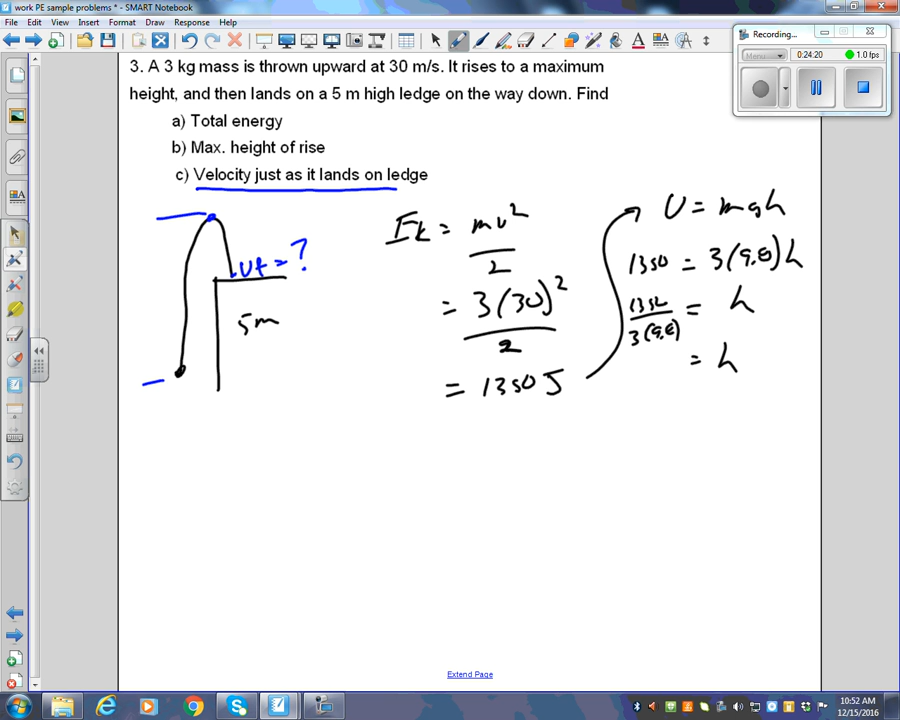 work PE sample problems * - SMART Notebook
File Edit View Insert Format Draw Response Help
Recording...
Menu
0:24:20
1.0 fps
3. A 3 kg mass is thrown upward at 30 m/s. It rises to a maximum
height, and then lands on a 5 m high ledge on the way down. Find
a) Total energy
b) Max. height of rise
c) Velocity just as it lands on ledge
vf = ?
5m
Ek = mv²/2
= 3(30)²/2
= 1350 J
U = mgh
1350 = 3(9.8)h
1350/3(9.8) = h
= h
Extend Page
10:52 AM
12/15/2016